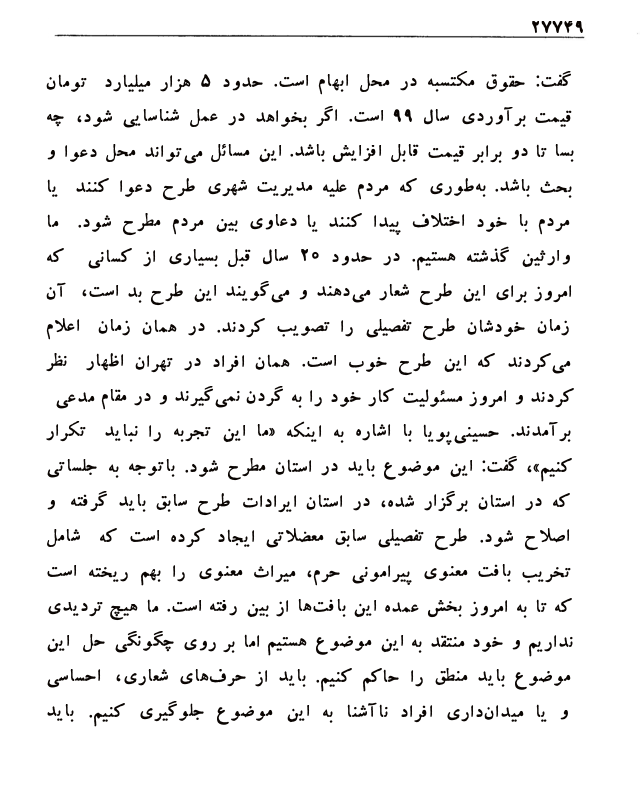 ۲۷۷۴۹
گفت: حقوق مکتسبه در محل ابهام است. حدود ۵ هزار میلیارد تومان
قیمت برآوردی سال ۹۹ است. اگر بخواهد در عمل شناسایی شود، چه
بسا تا دو برابر قیمت قابل افزایش باشد. این مسائل می‌تواند محل دعوا و
بحث باشد. به‌طوری که مردم علیه مدیریت شهری طرح دعوا کنند یا
مردم با خود اختلاف پیدا کنند یا دعاوی بین مردم مطرح شود. ما
وارثین گذشته هستیم. در حدود ۲۰ سال قبل بسیاری از کسانی که
امروز برای این طرح شعار می‌دهند و می‌گویند این طرح بد است، آن
زمان خودشان طرح تفصیلی را تصویب کردند. در همان زمان اعلام
می‌کردند که این طرح خوب است. همان افراد در تهران اظهار نظر
کردند و امروز مسئولیت کار خود را به گردن نمی‌گیرند و در مقام مدعی
برآمدند. حسینی‌پویا با اشاره به اینکه «ما این تجربه را نباید تکرار
کنیم»، گفت: این موضوع باید در استان مطرح شود. باتوجه به جلساتی
که در استان برگزار شده، در استان ایرادات طرح سابق باید گرفته و
اصلاح شود. طرح تفصیلی سابق معضلاتی ایجاد کرده است که شامل
تخریب بافت معنوی پیرامونی حرم، میراث معنوی را بهم ریخته است
که تا به امروز بخش عمده این بافت‌ها از بین رفته است. ما هیچ تردیدی
نداریم و خود منتقد به این موضوع هستیم اما بر روی چگونگی حل این
موضوع باید منطق را حاکم کنیم. باید از حرف‌های شعاری، احساسی
و یا میدان‌داری افراد ناآشنا به این موضوع جلوگیری کنیم. باید